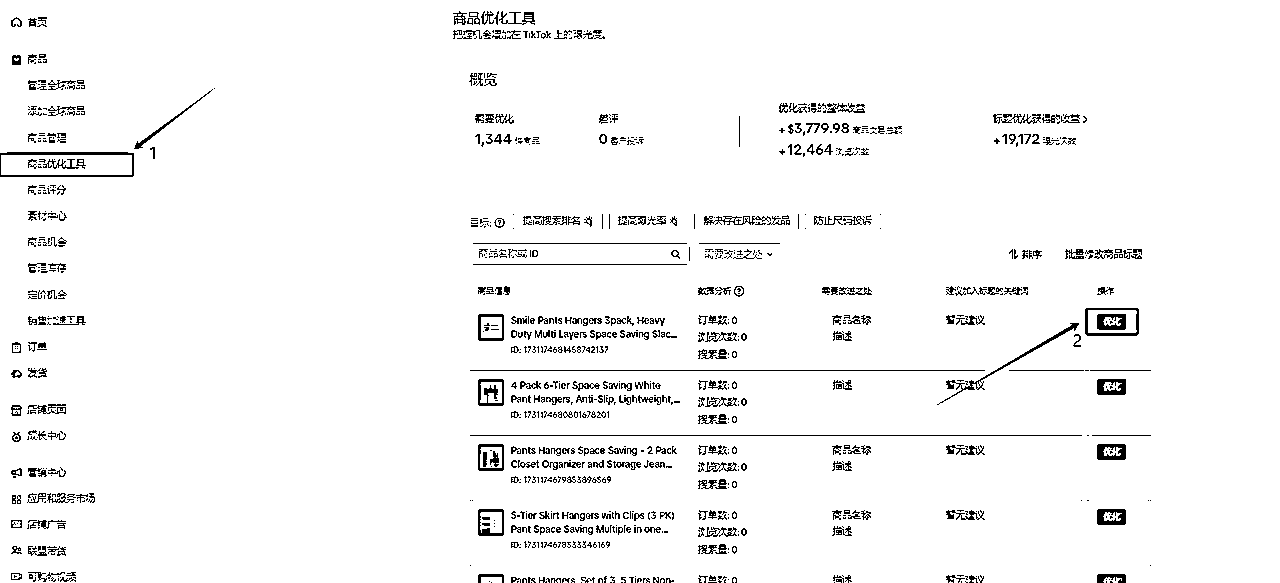 首页
商品
管理全球商品
添加全球商品
商品管理
商品优化工具
1
商品评分
素材中心
商品机会
管理库存
定价机会
销售加速工具
订单
发货
店铺页面
成长中心
营销中心
应用和服务市场
店铺广告
联盟带货
可购物视频
商品优化工具
把握机会增加在 TikTok 上的曝光度。
概览
需要优化
1,344 件商品
差评
0 客户投诉
优化获得的整体收益
+ $3,779.98 商品交易总额
+ 12,464 浏览次数
标题优化获得的收益 >
+ 19,172 曝光次数
目标: 提高搜索排名 提高曝光率 解决存在风险的发品 防止尺码投诉
商品名称或 ID 需要改进之处 排序 批量修改商品标题
商品信息 数据分析 需要改进之处 建议加入标题的关键词 操作
Smile Pants Hangers 3pack, Heavy
Duty Multi Layers Space Saving Slac...
ID: 1731174681458742137
订单数: 0
浏览次数: 0
搜索量: 0
商品名称
描述
暂无建议
优化
2
4 Pack 6-Tier Space Saving White
Pant Hangers, Anti-Slip, Lightweight,...
ID: 1731174680801678201
订单数: 0
浏览次数: 0
搜索量: 0
描述
暂无建议
优化
Pants Hangers Space Saving - 2 Pack
Closet Organizer and Storage Jean...
ID: 1731174679853896569
订单数: 0
浏览次数: 0
搜索量: 0
商品名称
描述
暂无建议
优化
5-Tier Skirt Hangers with Clips (3 PK)
Pant Space Saving Multiple in one...
ID: 1731174678333346169
订单数: 0
浏览次数: 0
搜索量: 0
商品名称
描述
暂无建议
优化
Pants Hangers, Set of 3, 5 Tiers Non-
订单数: 0
商品名称
暂无建议
优化